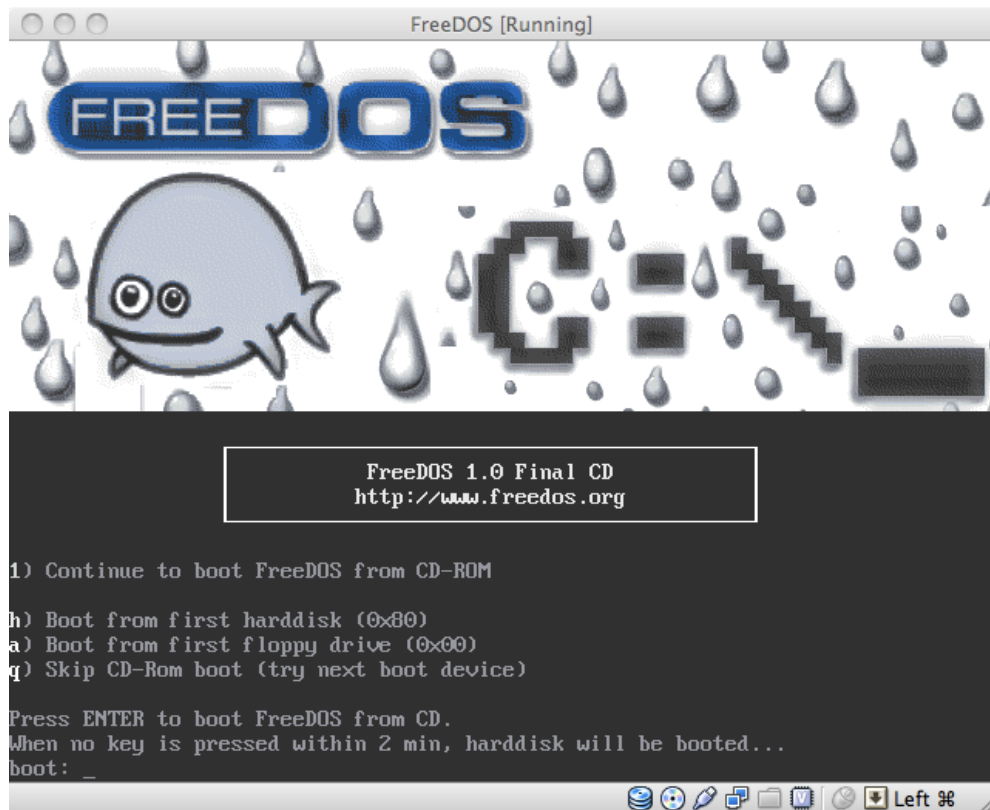 FreeDOS [Running]
FREEDOS
C:\_
FreeDOS 1.0 Final CD
http://www.freedos.org
1) Continue to boot FreeDOS from CD-ROM
h) Boot from first harddisk (0x80)
a) Boot from first floppy drive (0x00)
q) Skip CD-Rom boot (try next boot device)
Press ENTER to boot FreeDOS from CD.
When no key is pressed within 2 min, harddisk will be booted...
boot: _
Left ⌘